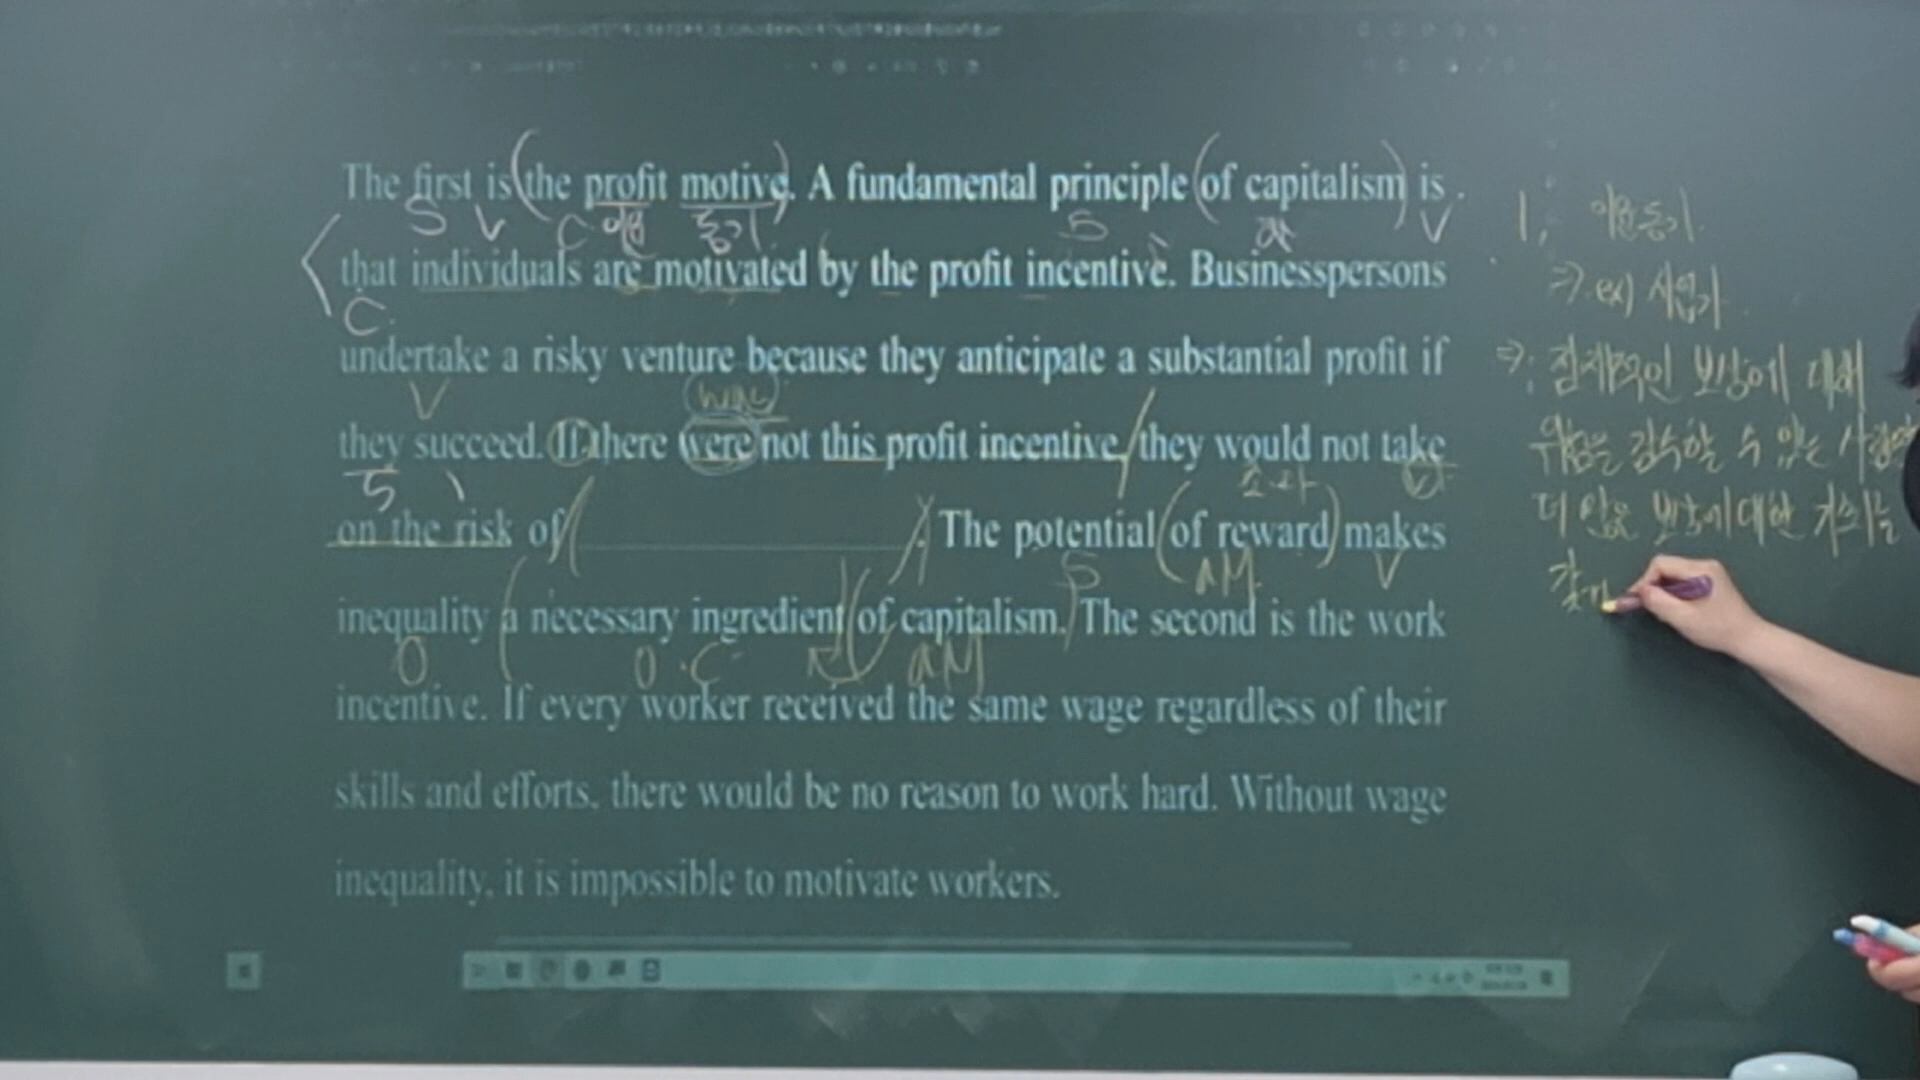 The first is the profit motive. A fundamental principle of capitalism is
S V C 이윤 동기 S V
that individuals are motivated by the profit incentive. Businesspersons
C
undertake a risky venture because they anticipate a substantial profit if
V
they succeed. If there were not this profit incentive, they would not take
S
on the risk of . The potential of reward makes
S aM V
inequality a necessary ingredient of capitalism. The second is the work
O O.C aM
incentive. If every worker received the same wage regardless of their
skills and efforts, there would be no reason to work hard. Without wage
inequality, it is impossible to motivate workers.
1. 이윤동기
⇒ ex) 사업가
⇒ 잠재적인 보상에 대해
위험을 감수할 수 있는
더 많은 보상에 대한